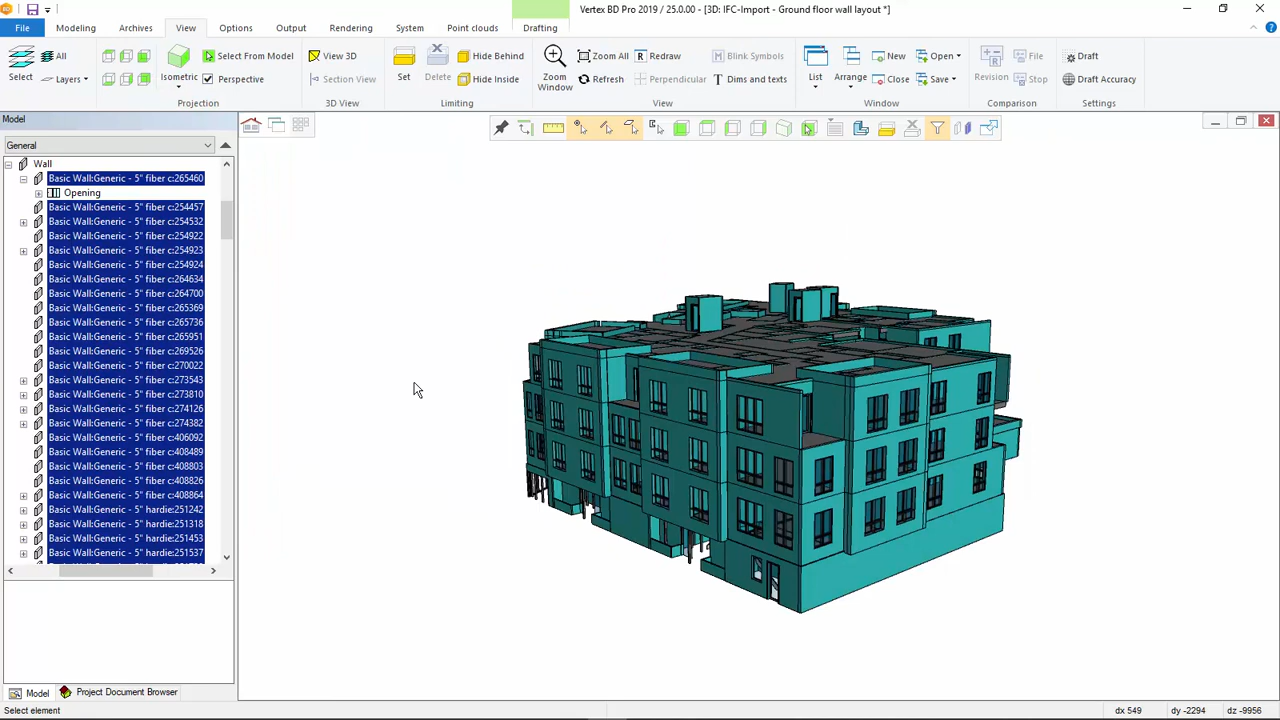 Vertex BD Pro 2019 / 25.0.00 - [3D: IFC-Import - Ground floor wall layout *]
File Modeling Archives View Options Output Rendering System Point clouds Drafting
Select All Layers Isometric Select From Model Perspective View 3D Section View Set Delete Hide Behind Hide Inside Zoom Window Zoom All Refresh Redraw Perpendicular Blink Symbols Dims and texts List Arrange New Close Open Save Revision File Stop Draft Draft Accuracy
Projection 3D View Limiting View Window Comparison Settings
Model
General
Wall
Basic Wall:Generic - 5" fiber c:265460
Opening
Basic Wall:Generic - 5" fiber c:254457
Basic Wall:Generic - 5" fiber c:254532
Basic Wall:Generic - 5" fiber c:254922
Basic Wall:Generic - 5" fiber c:254923
Basic Wall:Generic - 5" fiber c:254924
Basic Wall:Generic - 5" fiber c:264634
Basic Wall:Generic - 5" fiber c:264700
Basic Wall:Generic - 5" fiber c:265369
Basic Wall:Generic - 5" fiber c:265736
Basic Wall:Generic - 5" fiber c:265951
Basic Wall:Generic - 5" fiber c:269526
Basic Wall:Generic - 5" fiber c:270022
Basic Wall:Generic - 5" fiber c:273543
Basic Wall:Generic - 5" fiber c:273810
Basic Wall:Generic - 5" fiber c:274126
Basic Wall:Generic - 5" fiber c:274382
Basic Wall:Generic - 5" fiber c:406092
Basic Wall:Generic - 5" fiber c:408489
Basic Wall:Generic - 5" fiber c:408803
Basic Wall:Generic - 5" fiber c:408826
Basic Wall:Generic - 5" fiber c:408864
Basic Wall:Generic - 5" hardie:251242
Basic Wall:Generic - 5" hardie:251318
Basic Wall:Generic - 5" hardie:251453
Basic Wall:Generic - 5" hardie:251537
Model Project Document Browser
Select element dx 549 dy -2294 dz -9956